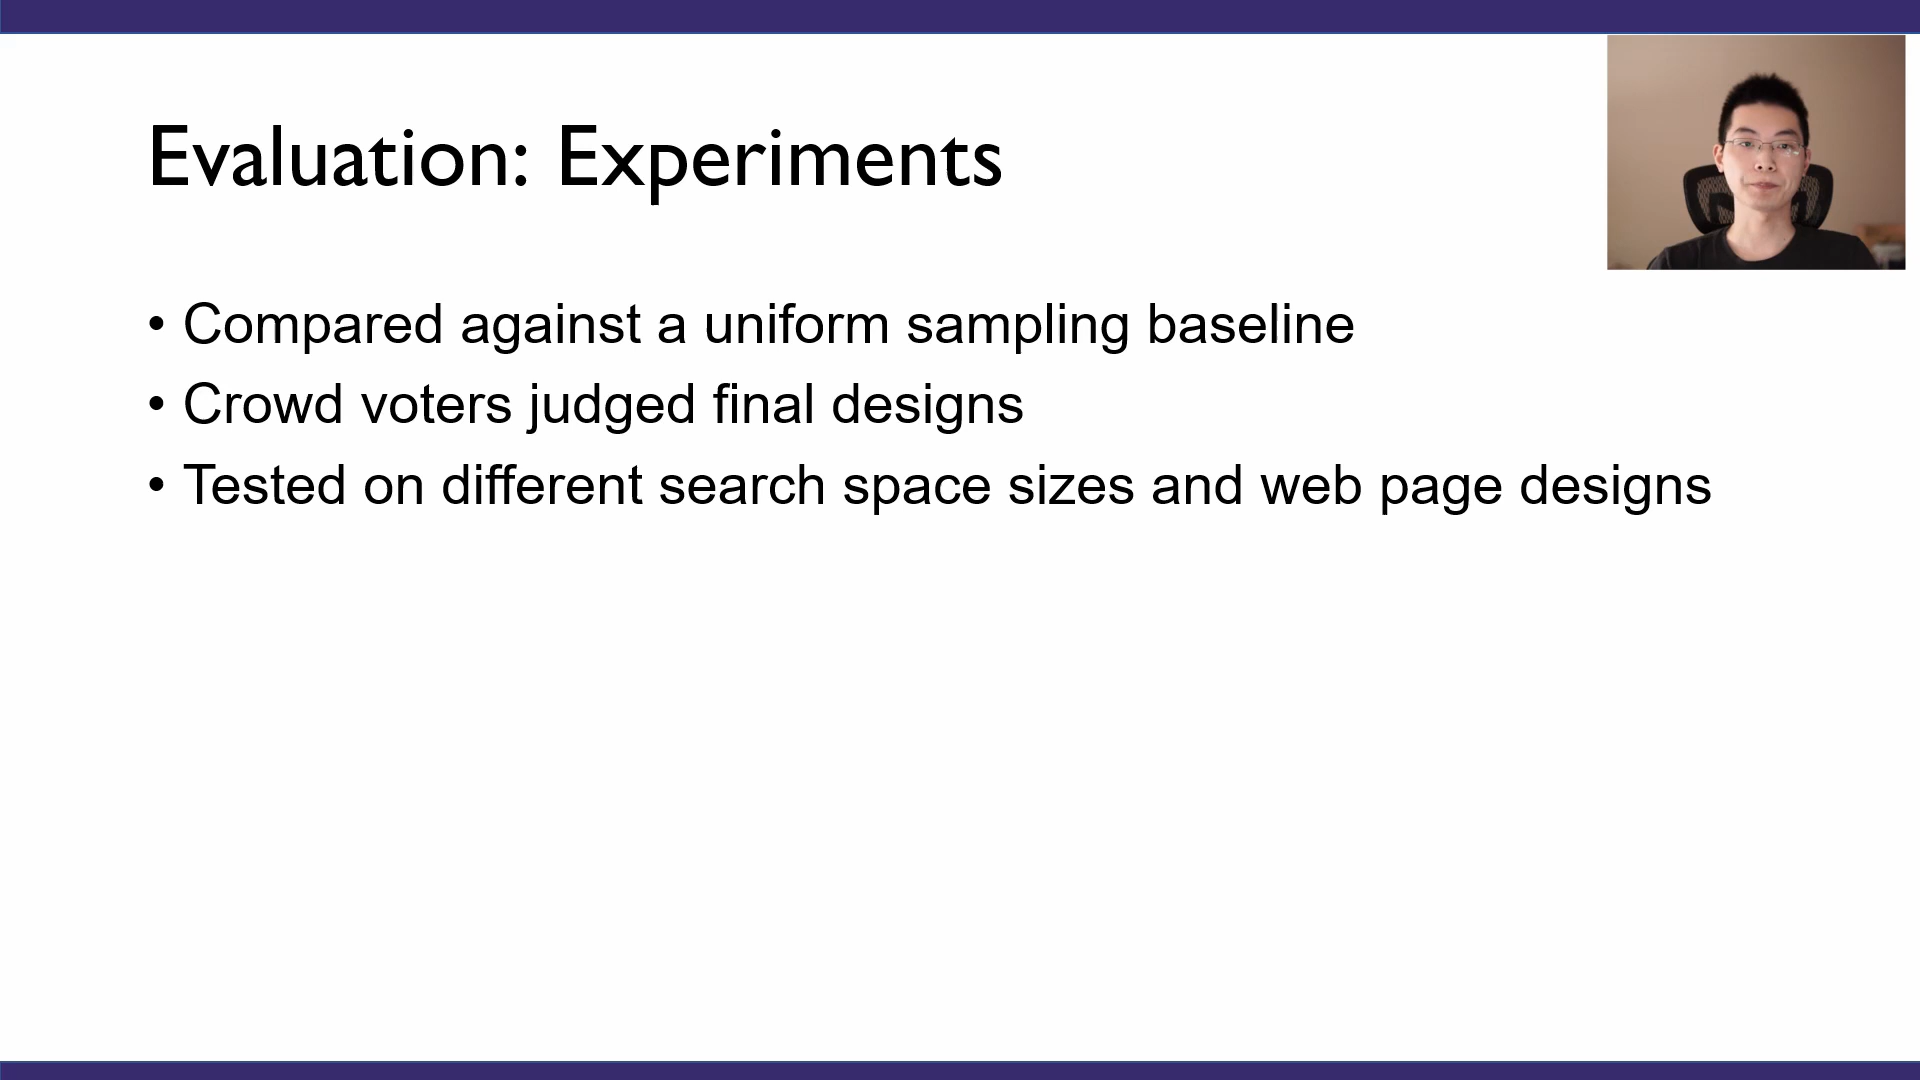 Evaluation: Experiments
• Compared against a uniform sampling baseline
• Crowd voters judged final designs
• Tested on different search space sizes and web page designs